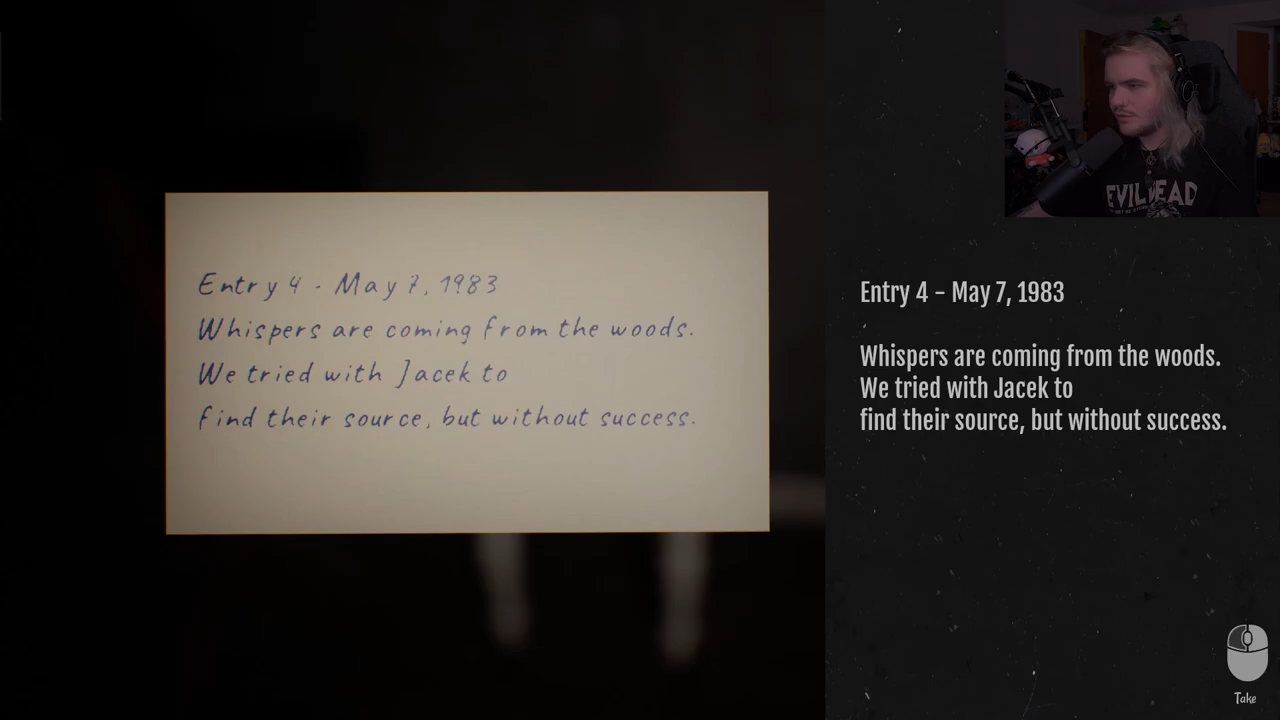 Entry 4 - May 7, 1983
Whispers are coming from the woods.
We tried with Jacek to
find their source, but without success.
EVIL DEAD
Entry 4 - May 7, 1983
Whispers are coming from the woods.
We tried with Jacek to
find their source, but without success.
Take